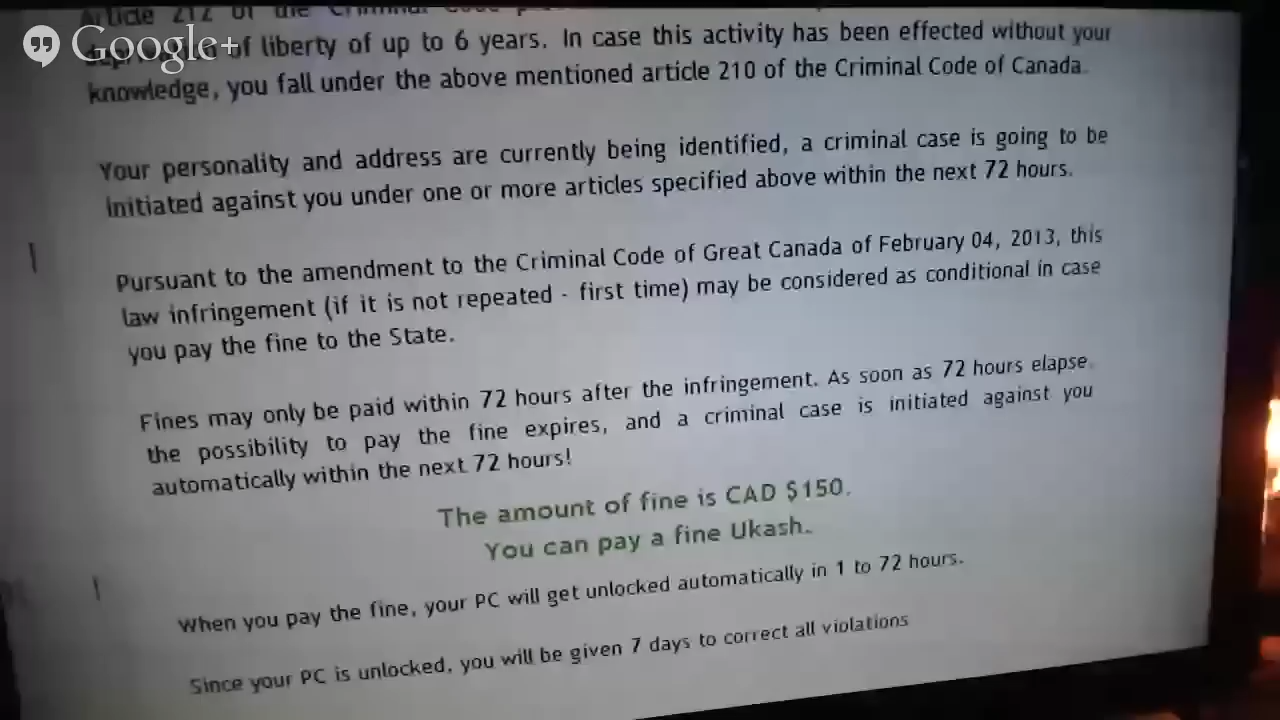 Google+
Article 212 of the Criminal Code
of liberty of up to 6 years. In case this activity has been effected without your
knowledge, you fall under the above mentioned article 210 of the Criminal Code of Canada.
Your personality and address are currently being identified, a criminal case is going to be
initiated against you under one or more articles specified above within the next 72 hours.
Pursuant to the amendment to the Criminal Code of Great Canada of February 04, 2013, this
law infringement (if it is not repeated - first time) may be considered as conditional in case
you pay the fine to the State.
Fines may only be paid within 72 hours after the infringement. As soon as 72 hours elapse
the possibility to pay the fine expires, and a criminal case is initiated against you
automatically within the next 72 hours!
The amount of fine is CAD $150.
You can pay a fine Ukash.
When you pay the fine, your PC will get unlocked automatically in 1 to 72 hours.
Since your PC is unlocked, you will be given 7 days to correct all violations